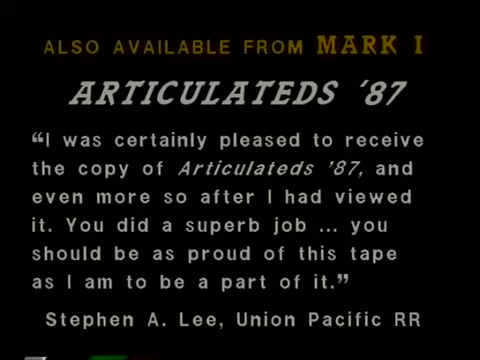 ALSO AVAILABLE FROM MARK I
ARTICULATEDS '87
“I was certainly pleased to receive
the copy of Articulateds '87, and
even more so after I had viewed
it. You did a superb job ... you
should be as proud of this tape
as I am to be a part of it.”
Stephen A. Lee, Union Pacific RR